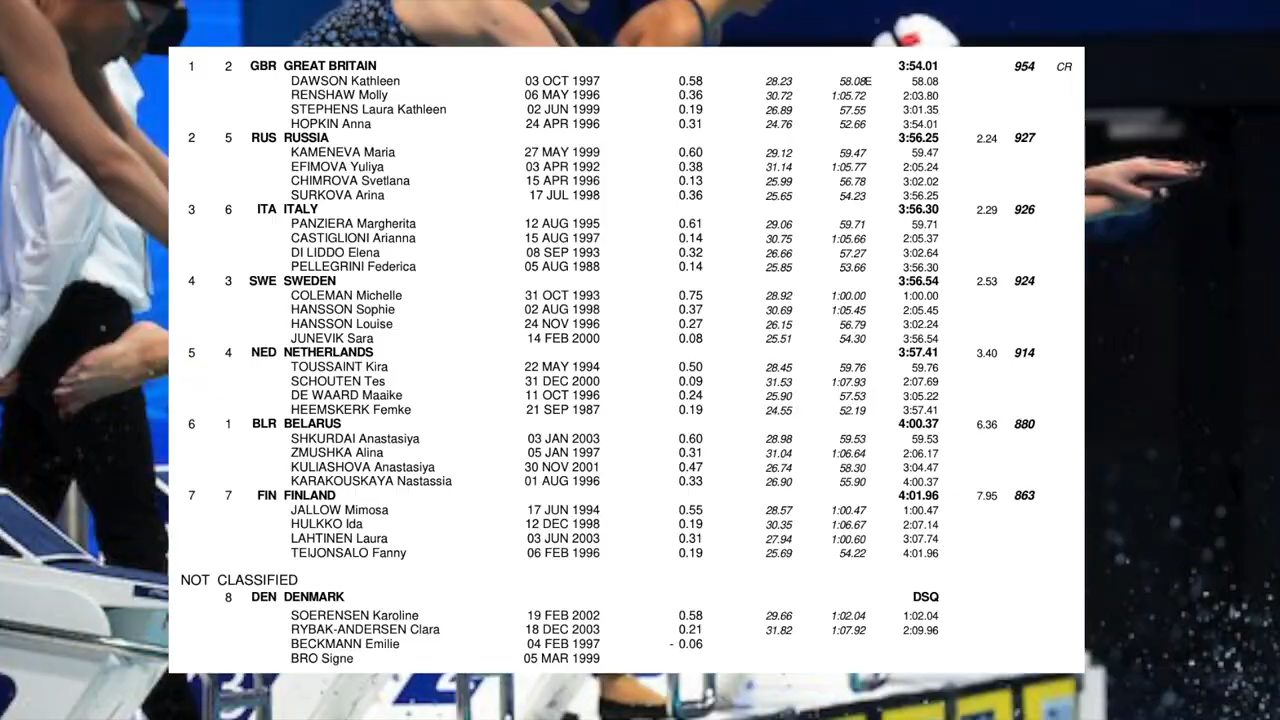 1 2 GBR GREAT BRITAIN 3:54.01 954 CR
DAWSON Kathleen 03 OCT 1997 0.58 28.23 58.08E 58.08
RENSHAW Molly 06 MAY 1996 0.36 30.72 1:05.72 2:03.80
STEPHENS Laura Kathleen 02 JUN 1999 0.19 26.89 57.55 3:01.35
HOPKIN Anna 24 APR 1996 0.31 24.76 52.66 3:54.01
2 5 RUS RUSSIA 3:56.25 2.24 927
KAMENEVA Maria 27 MAY 1999 0.60 29.12 59.47 59.47
EFIMOVA Yuliya 03 APR 1992 0.38 31.14 1:05.77 2:05.24
CHIMROVA Svetlana 15 APR 1996 0.13 25.99 56.78 3:02.02
SURKOVA Arina 17 JUL 1998 0.36 25.65 54.23 3:56.25
3 6 ITA ITALY 3:56.30 2.29 926
PANZIERA Margherita 12 AUG 1995 0.61 29.06 59.71 59.71
CASTIGLIONI Arianna 15 AUG 1997 0.14 30.75 1:05.66 2:05.37
DI LIDDO Elena 08 SEP 1993 0.32 26.66 57.27 3:02.64
PELLEGRINI Federica 05 AUG 1988 0.14 25.85 53.66 3:56.30
4 3 SWE SWEDEN 3:56.54 2.53 924
COLEMAN Michelle 31 OCT 1993 0.75 28.92 1:00.00 1:00.00
HANSSON Sophie 02 AUG 1998 0.37 30.69 1:05.45 2:05.45
HANSSON Louise 24 NOV 1996 0.27 26.15 56.79 3:02.24
JUNEVIK Sara 14 FEB 2000 0.08 25.51 54.30 3:56.54
5 4 NED NETHERLANDS 3:57.41 3.40 914
TOUSSAINT Kira 22 MAY 1994 0.50 28.45 59.76 59.76
SCHOUTEN Tes 31 DEC 2000 0.09 31.53 1:07.93 2:07.69
DE WAARD Maaike 11 OCT 1996 0.24 25.90 57.53 3:05.22
HEEMSKERK Femke 21 SEP 1987 0.19 24.55 52.19 3:57.41
6 1 BLR BELARUS 4:00.37 6.36 880
SHKURDAI Anastasiya 03 JAN 2003 0.60 28.98 59.53 59.53
ZMUSHKA Alina 05 JAN 1997 0.31 31.04 1:06.64 2:06.17
KULIASHOVA Anastasiya 30 NOV 2001 0.47 26.74 58.30 3:04.47
KARAKOUSKAYA Nastassia 01 AUG 1996 0.33 26.90 55.90 4:00.37
7 7 FIN FINLAND 4:01.96 7.95 863
JALLOW Mimosa 17 JUN 1994 0.55 28.57 1:00.47 1:00.47
HULKKO Ida 12 DEC 1998 0.19 30.35 1:06.67 2:07.14
LAHTINEN Laura 03 JUN 2003 0.31 27.94 1:00.60 3:07.74
TEIJONSALO Fanny 06 FEB 1996 0.19 25.69 54.22 4:01.96
NOT CLASSIFIED
8 DEN DENMARK DSQ
SOERENSEN Karoline 19 FEB 2002 0.58 29.66 1:02.04 1:02.04
RYBAK-ANDERSEN Clara 18 DEC 2003 0.21 31.82 1:07.92 2:09.96
BECKMANN Emilie 04 FEB 1997 - 0.06
BRO Signe 05 MAR 1999